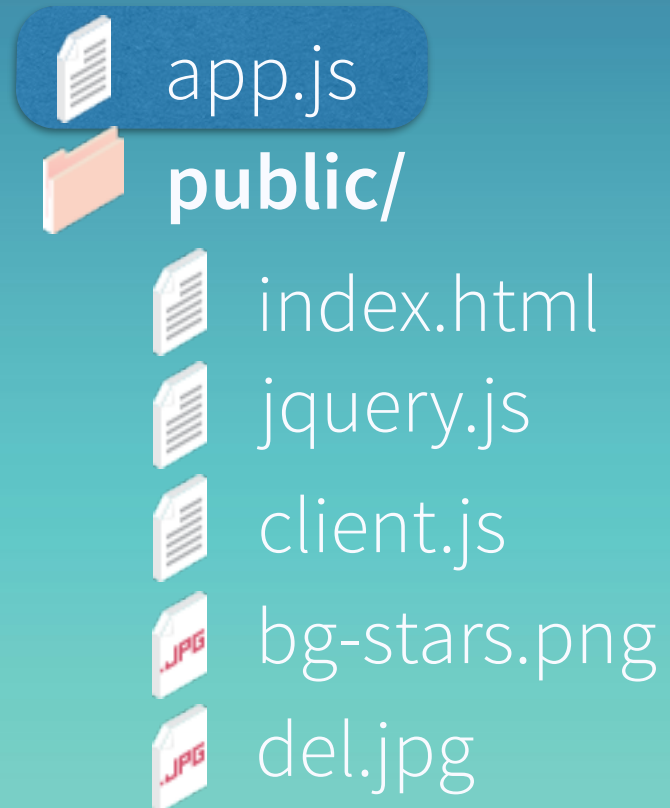 app.js
public/
index.html
jquery.js
client.js
.JPG bg-stars.png
.JPG del.jpg